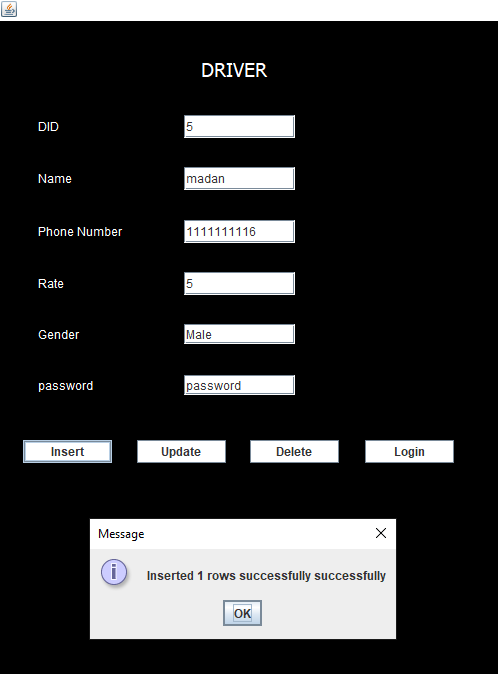 DRIVER
DID 5
Name madan
Phone Number 1111111116
Rate 5
Gender Male
password password
Insert Update Delete Login
Message
Inserted 1 rows successfully successfully
OK